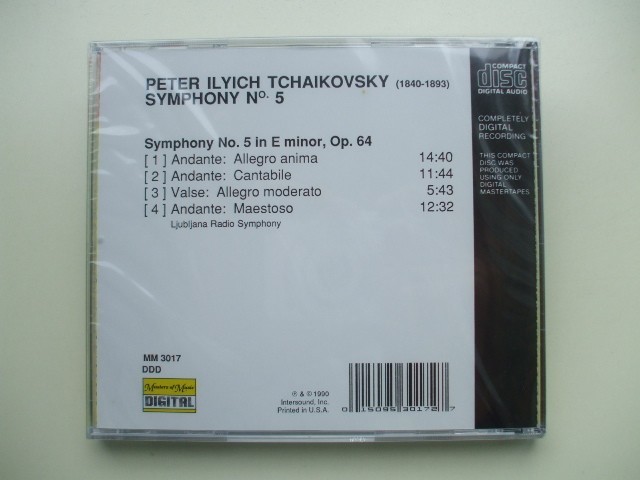 PETER ILYICH TCHAIKOVSKY (1840-1893)
SYMPHONY NO. 5
Symphony No. 5 in E minor, Op. 64
[1] Andante: Allegro anima 14:40
[2] Andante: Cantabile 11:44
[3] Valse: Allegro moderato 5:43
[4] Andante: Maestoso 12:32
Ljubljana Radio Symphony
COMPACT
disc
DIGITAL AUDIO
COMPLETELY
DIGITAL
RECORDING
THIS COMPACT
DISC WAS
PRODUCED
USING ONLY
DIGITAL
MASTERTAPES
MM 3017
DDD
Masters of Music
DIGITAL
℗ & © 1990
Intersound, Inc.
Printed in U.S.A.
0 15095 30172 7